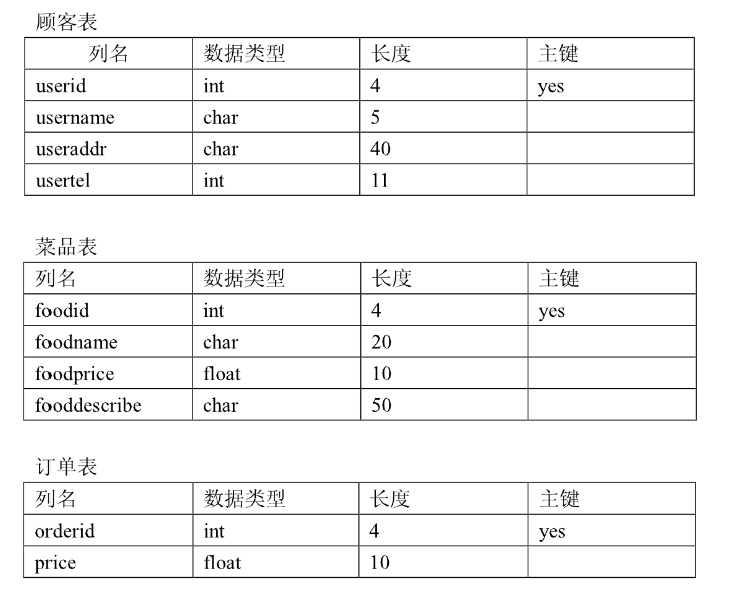 顾客表
列名 数据类型 长度 主键
userid int 4 yes
username char 5
useraddr char 40
usertel int 11
菜品表
列名 数据类型 长度 主键
foodid int 4 yes
foodname char 20
foodprice float 10
fooddescribe char 50
订单表
列名 数据类型 长度 主键
orderid int 4 yes
price float 10